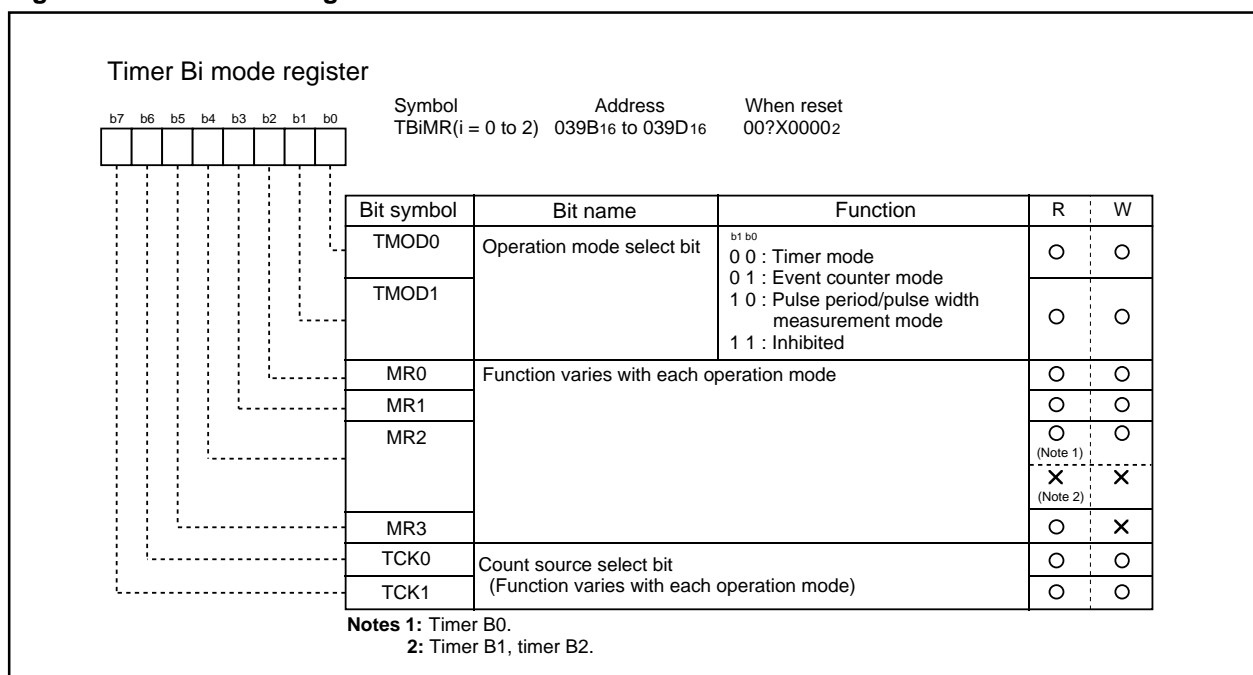 Timer Bi mode register
Symbol Address When reset
b7 b6 b5 b4 b3 b2 b1 b0
TBiMR(i = 0 to 2) 039B16 to 039D16 00?X00002
Bit symbol Bit name Function R W
TMOD0 Operation mode select bit
b1 b0
0 0 : Timer mode
0 1 : Event counter mode
TMOD1
1 0 : Pulse period/pulse width
measurement mode
1 1 : Inhibited
MR0 Function varies with each operation mode
MR1
MR2
(Note 1)
(Note 2)
MR3
TCK0 Count source select bit
(Function varies with each operation mode)
TCK1
Notes 1: Timer B0.
2: Timer B1, timer B2.